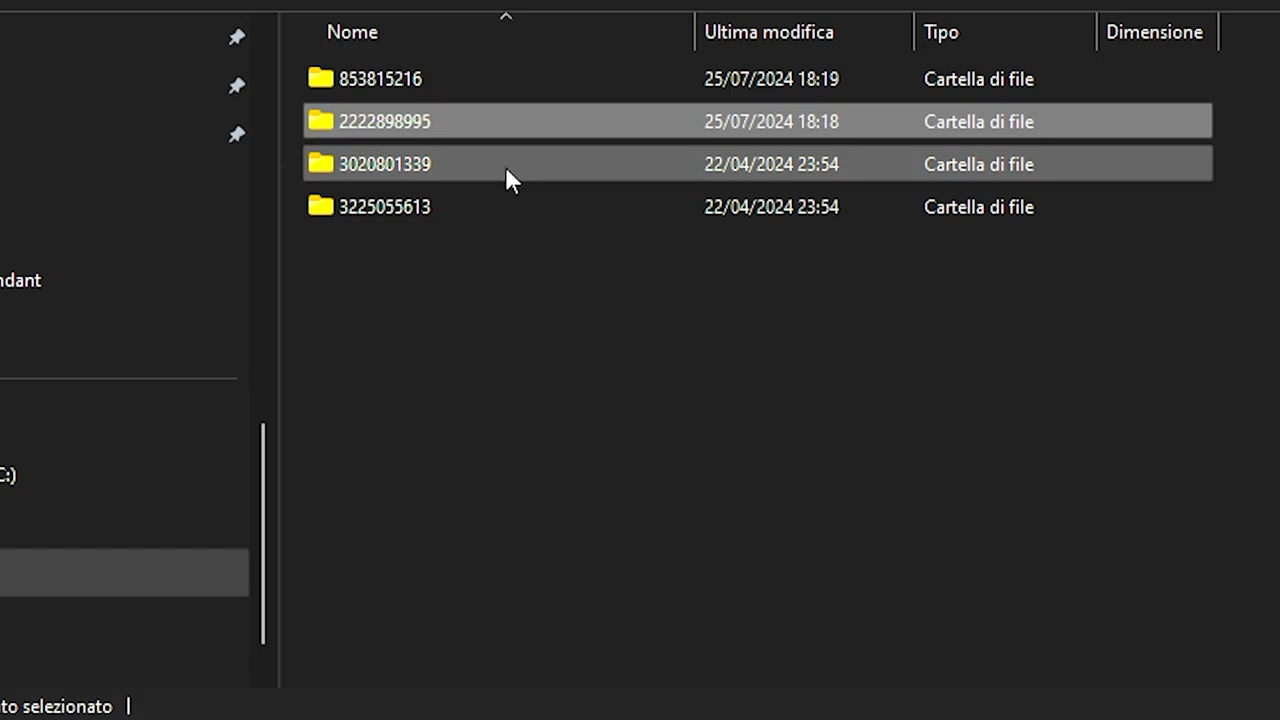 Nome Ultima modifica Tipo Dimensione
853815216 25/07/2024 18:19 Cartella di file
2222898995 25/07/2024 18:18 Cartella di file
3020801339 22/04/2024 23:54 Cartella di file
3225055613 22/04/2024 23:54 Cartella di file
ndant
C:)
to selezionato